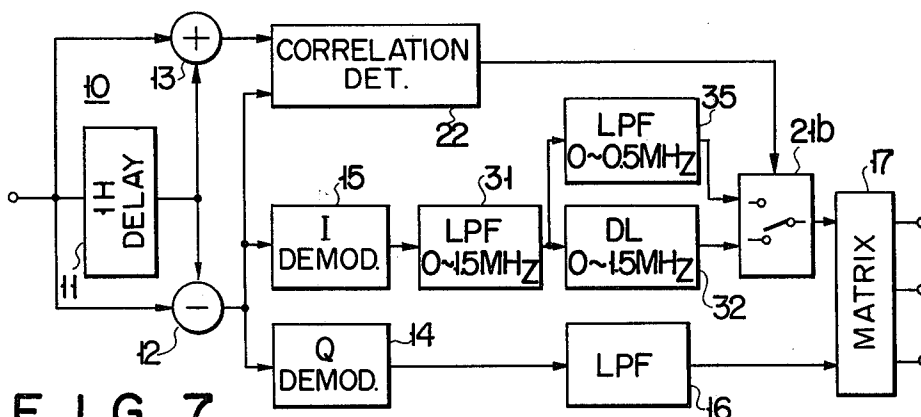 10
13
+
CORRELATION
DET.
22
1H
DELAY
11
12
−
15
I
DEMOD.
31
LPF
0~1.5MHz
35
LPF
0~0.5MHz
DL
0~1.5MHz
32
21b
17
MATRIX
14
Q
DEMOD.
LPF
16
FIG. 7